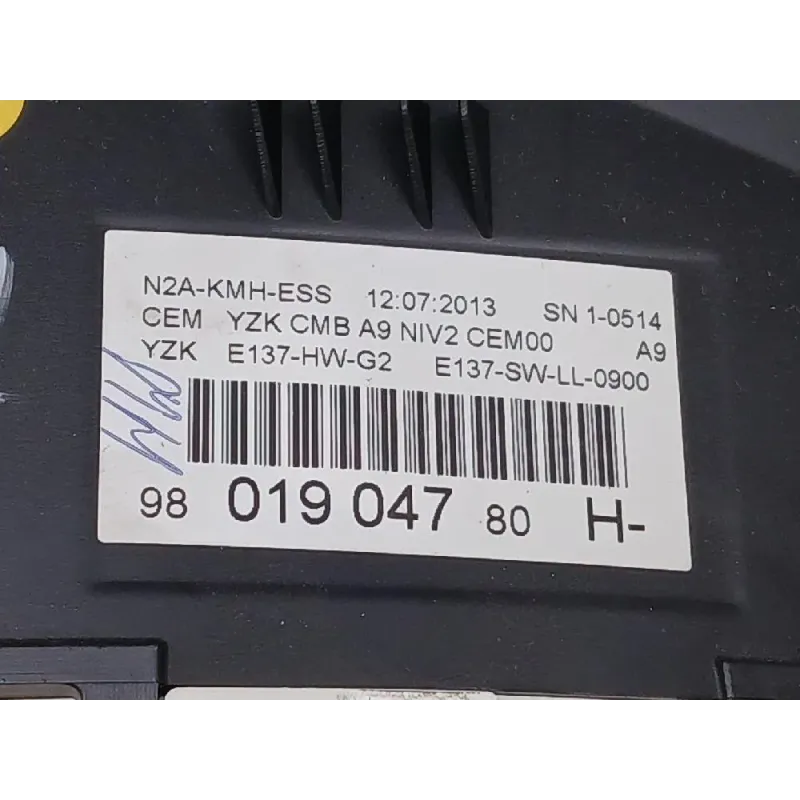 N2A-KMH-ESS 12:07:2013 SN 1-0514
CEM YZK CMB A9 NIV2 CEM00 A9
YZK E137-HW-G2 E137-SW-LL-0900
98 019 047 80 H-